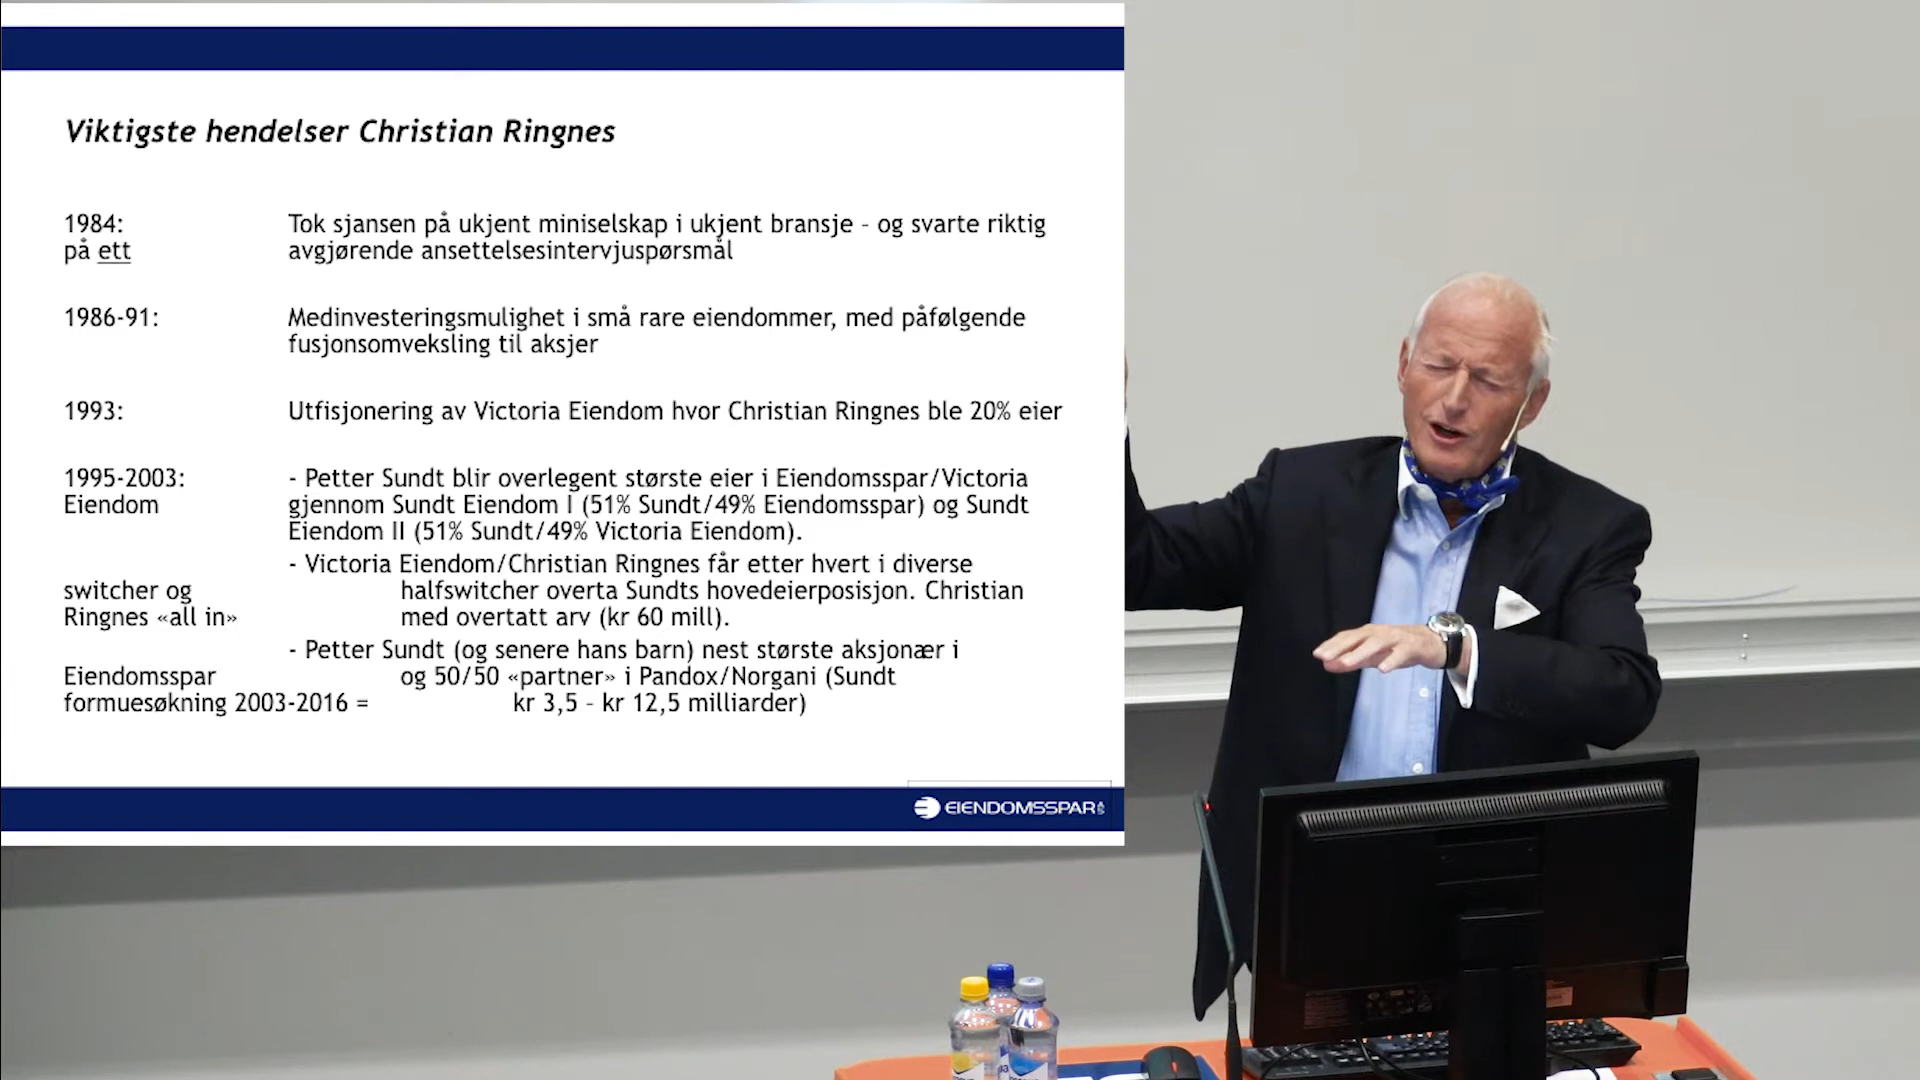 Viktigste hendelser Christian Ringnes
1984: Tok sjansen på ukjent miniselskap i ukjent bransje – og svarte riktig
på ett avgjørende ansettelsesintervjuspørsmål
1986-91: Medinvesteringsmulighet i små rare eiendommer, med påfølgende
fusjonsomveksling til aksjer
1993: Utfisjonering av Victoria Eiendom hvor Christian Ringnes ble 20% eier
1995-2003: - Petter Sundt blir overlegent største eier i Eiendomsspar/Victoria
Eiendom gjennom Sundt Eiendom I (51% Sundt/49% Eiendomsspar) og Sundt
Eiendom II (51% Sundt/49% Victoria Eiendom).
- Victoria Eiendom/Christian Ringnes får etter hvert i diverse
switcher og halfswitcher overta Sundts hovedeierposisjon. Christian
Ringnes «all in» med overtatt arv (kr 60 mill).
- Petter Sundt (og senere hans barn) nest største aksjonær i
Eiendomsspar og 50/50 «partner» i Pandox/Norgani (Sundt
formuesøkning 2003-2016 = kr 3,5 – kr 12,5 milliarder)
EIENDOMSSPAR AS